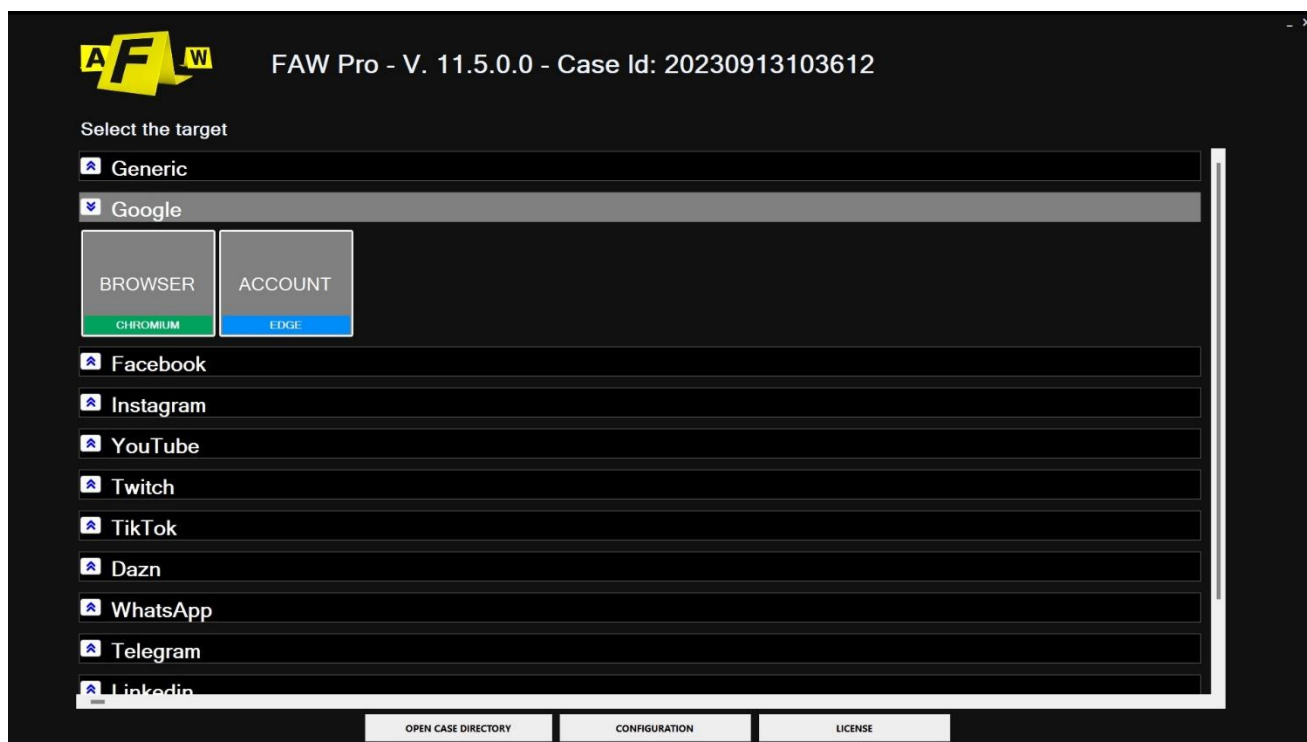 A F W
FAW Pro - V. 11.5.0.0 - Case Id: 20230913103612
Select the target
Generic
Google
BROWSER ACCOUNT
CHROMIUM EDGE
Facebook
Instagram
YouTube
Twitch
TikTok
Dazn
WhatsApp
Telegram
Linkedin
OPEN CASE DIRECTORY CONFIGURATION LICENSE